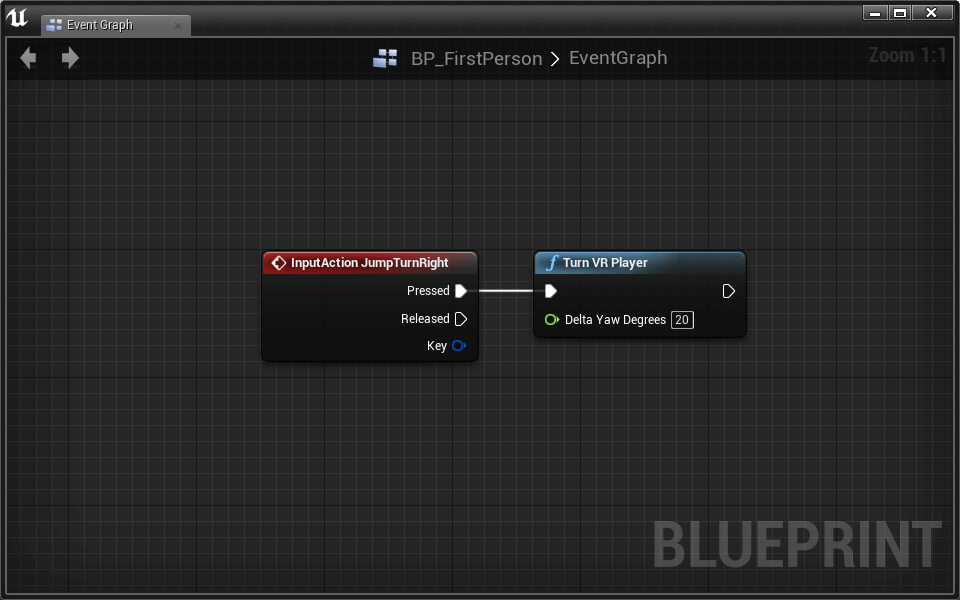 Event Graph
BP_FirstPerson > EventGraph
Zoom 1:1
InputAction JumpTurnRight
Pressed
Released
Key
f Turn VR Player
Delta Yaw Degrees 20
BLUEPRINT